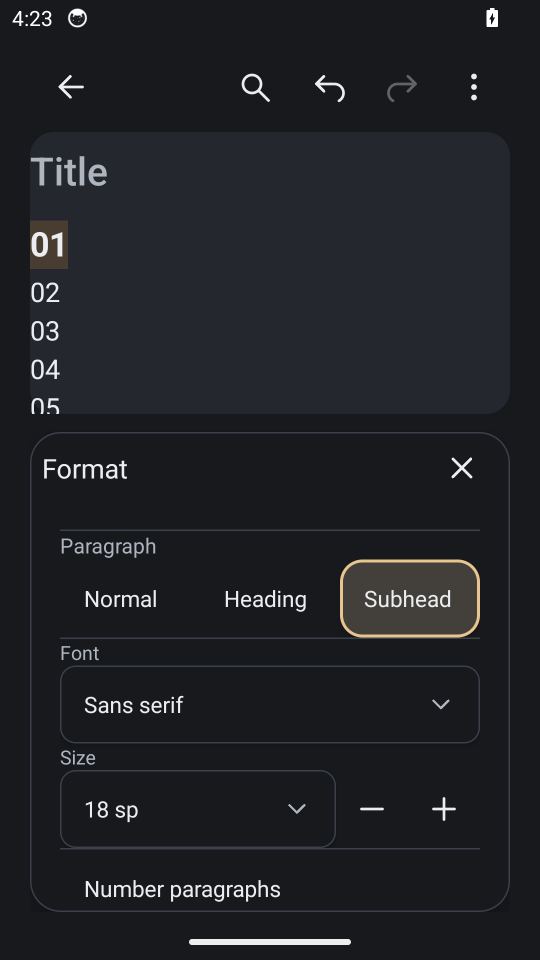 4:23
Title
01
02
03
04
05
Format
Paragraph
Normal Heading Subhead
Font
Sans serif
Size
18 sp
Number paragraphs